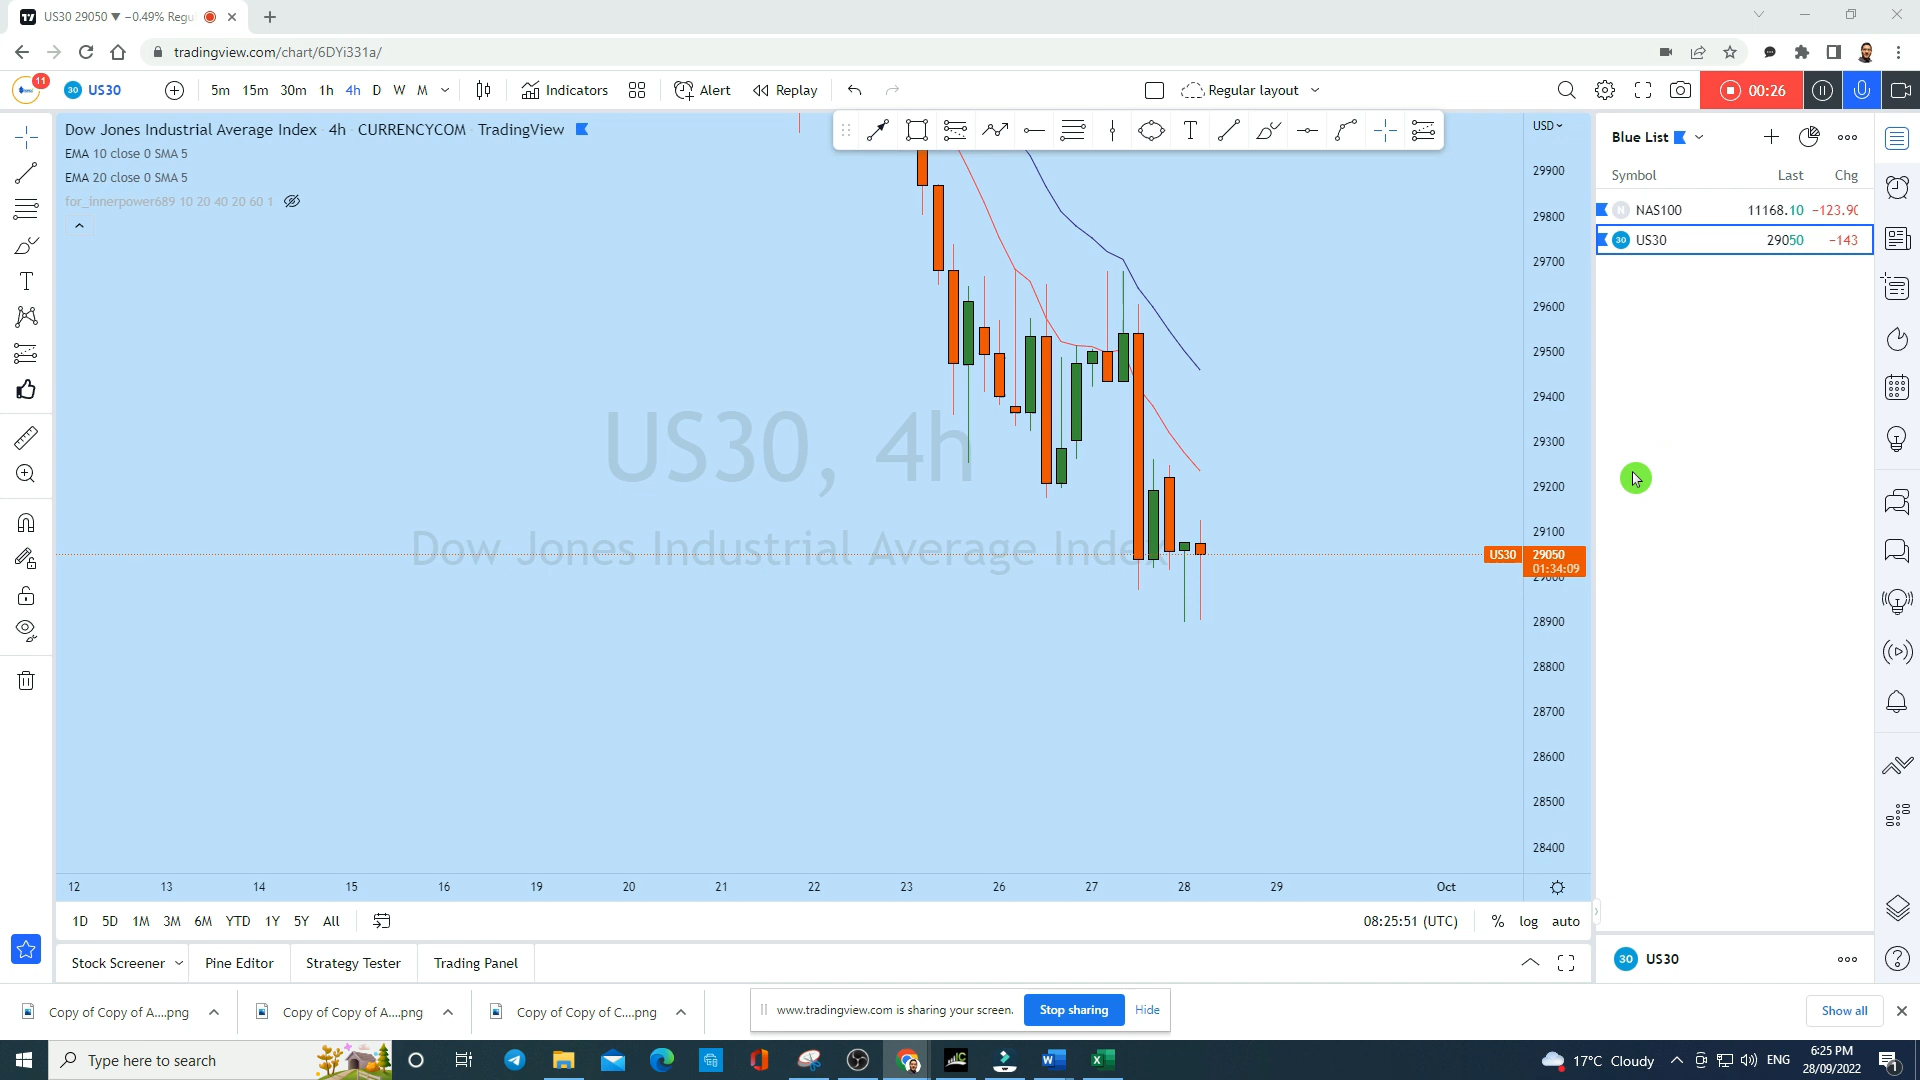 US30 29050 ▼ −0.49% Regu
tradingview.com/chart/6DYi331a/
11
30 US30 5m 15m 30m 1h 4h D W M Indicators Alert Replay Regular layout 00:26
Dow Jones Industrial Average Index · 4h · CURRENCYCOM · TradingView
EMA 10 close 0 SMA 5
EMA 20 close 0 SMA 5
for_innerpower689 10 20 40 20 60 1
US30, 4h
Dow Jones Industrial Average Index
USD
29900
29800
29700
29600
29500
29400
29300
29200
29100
US30 29050
01:34:09
29000
28900
28800
28700
28600
28500
28400
12 13 14 15 16 19 20 21 22 23 26 27 28 29 Oct
1D 5D 1M 3M 6M YTD 1Y 5Y All 08:25:51 (UTC) % log auto
Stock Screener Pine Editor Strategy Tester Trading Panel
Blue List
Symbol Last Chg
N NAS100 11168.10 −123.90
30 US30 29050 −143
30 US30
Copy of Copy of A....png Copy of Copy of A....png Copy of Copy of C....png www.tradingview.com is sharing your screen. Stop sharing Hide Show all
Type here to search 17°C Cloudy ENG 6:25 PM
28/09/2022 1